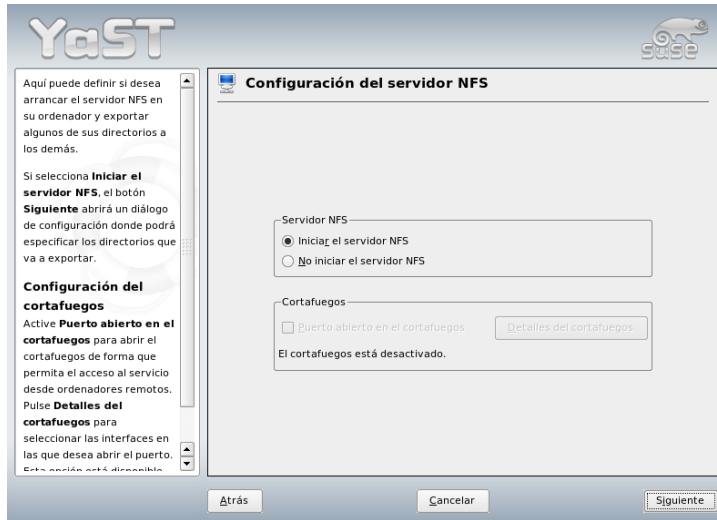 YaST
SUSE
Aquí puede definir si desea
arrancar el servidor NFS en
su ordenador y exportar
algunos de sus directorios a
los demás.
Si selecciona Iniciar el
servidor NFS, el botón
Siguiente abrirá un diálogo
de configuración donde podrá
especificar los directorios que
va a exportar.
Configuración del
cortafuegos
Active Puerto abierto en el
cortafuegos para abrir el
cortafuegos de forma que
permita el acceso al servicio
desde ordenadores remotos.
Pulse Detalles del
cortafuegos para
seleccionar las interfaces en
las que desea abrir el puerto.
Esta opción está disponible
Configuración del servidor NFS
Servidor NFS
Iniciar el servidor NFS
No iniciar el servidor NFS
Cortafuegos
Puerto abierto en el cortafuegos
Detalles del cortafuegos
El cortafuegos está desactivado.
Atrás
Cancelar
Siguiente